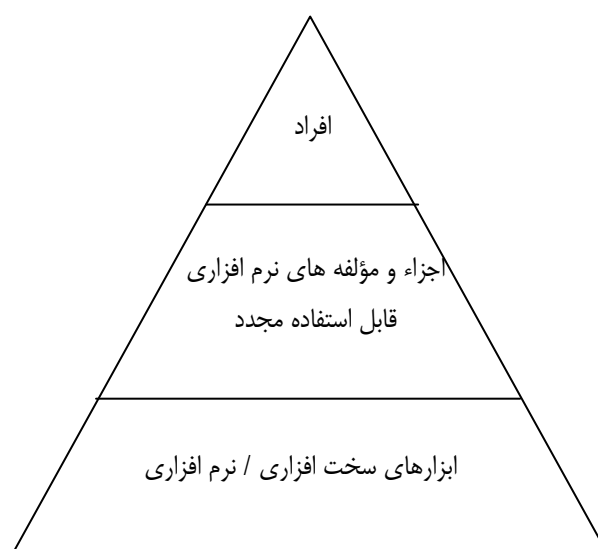 افراد
اجزاء و مؤلفه های نرم افزاری
قابل استفاده مجدد
ابزارهای سخت افزاری / نرم افزاری